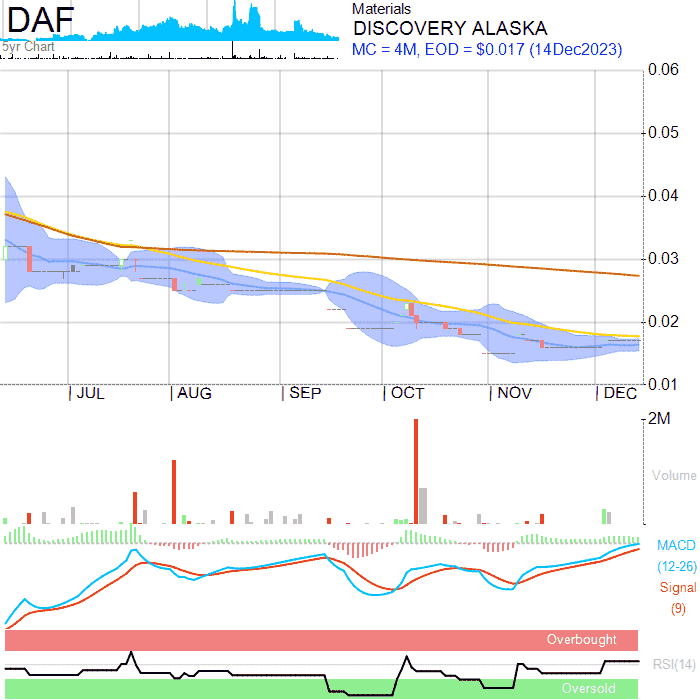 DAF
5yr Chart
Materials
DISCOVERY ALASKA
MC = 4M, EOD = $0.017 (14Dec2023)
0.06
0.05
0.04
0.03
0.02
0.01
JUL AUG SEP OCT NOV DEC
2M
Volume
MACD
(12-26)
Signal
(9)
Overbought
RSI(14)
Oversold